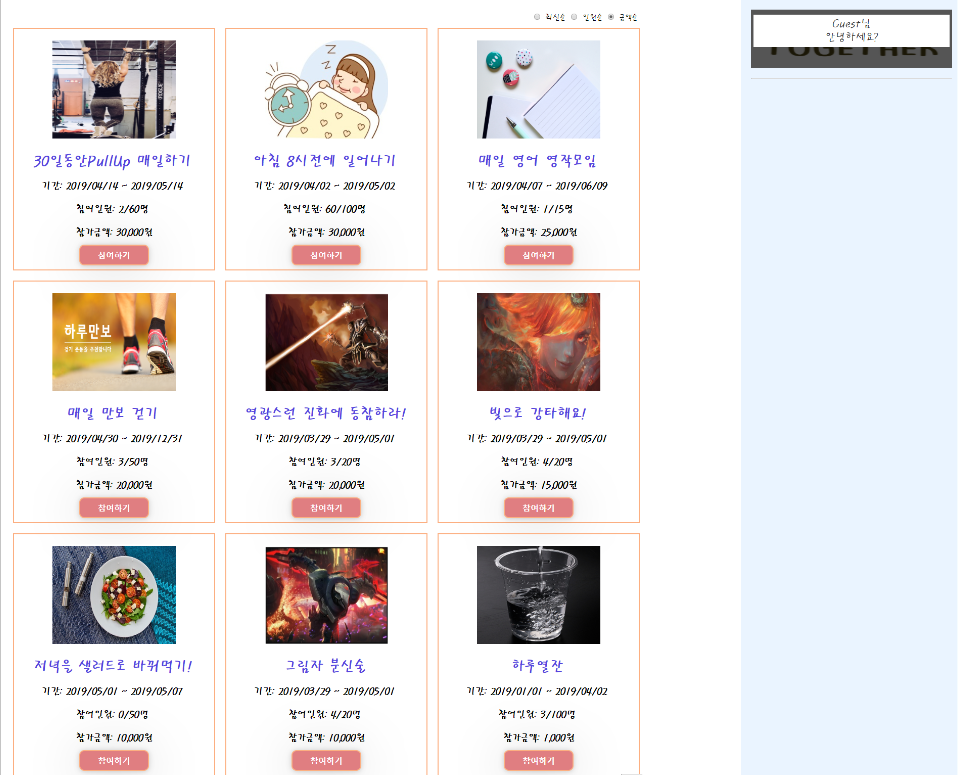 최신순 인원순 금액순
Guest님
안녕하세요?
TOGETHER
30일동안PullUp 매일하기
기간: 2019/04/14 ~ 2019/05/14
참여인원: 2/60명
참가금액: 30,000원
참여하기
아침 8시전에 일어나기
기간: 2019/04/02 ~ 2019/05/02
참여인원: 60/100명
참가금액: 30,000원
참여하기
매일 영어 영작모임
기간: 2019/04/07 ~ 2019/06/09
참여인원: 1/15명
참가금액: 25,000원
참여하기
하루만보
걷기 운동을 추천합니다
매일 만보 걷기
기간: 2019/04/30 ~ 2019/12/31
참여인원: 3/50명
참가금액: 20,000원
참여하기
영광스런 진화에 동참하라!
기간: 2019/03/29 ~ 2019/05/01
참여인원: 3/20명
참가금액: 20,000원
참여하기
빛으로 강타해요!
기간: 2019/03/29 ~ 2019/05/01
참여인원: 4/20명
참가금액: 15,000원
참여하기
저녁을 샐러드로 바꿔먹기!
기간: 2019/05/01 ~ 2019/05/07
참여인원: 0/50명
참가금액: 10,000원
참여하기
그림자 분신술
기간: 2019/03/29 ~ 2019/05/01
참여인원: 4/20명
참가금액: 10,000원
참여하기
하루열잔
기간: 2019/01/01 ~ 2019/04/02
참여인원: 3/100명
참가금액: 1,000원
참여하기